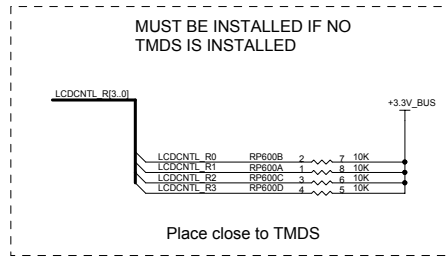 MUST BE INSTALLED IF NO
TMDS IS INSTALLED
LCDCNTL_R[3..0]
+3.3V_BUS
LCDCNTL_R0 RP600B 2 7 10K
LCDCNTL_R1 RP600A 1 8 10K
LCDCNTL_R2 RP600C 3 6 10K
LCDCNTL_R3 RP600D 4 5 10K
Place close to TMDS